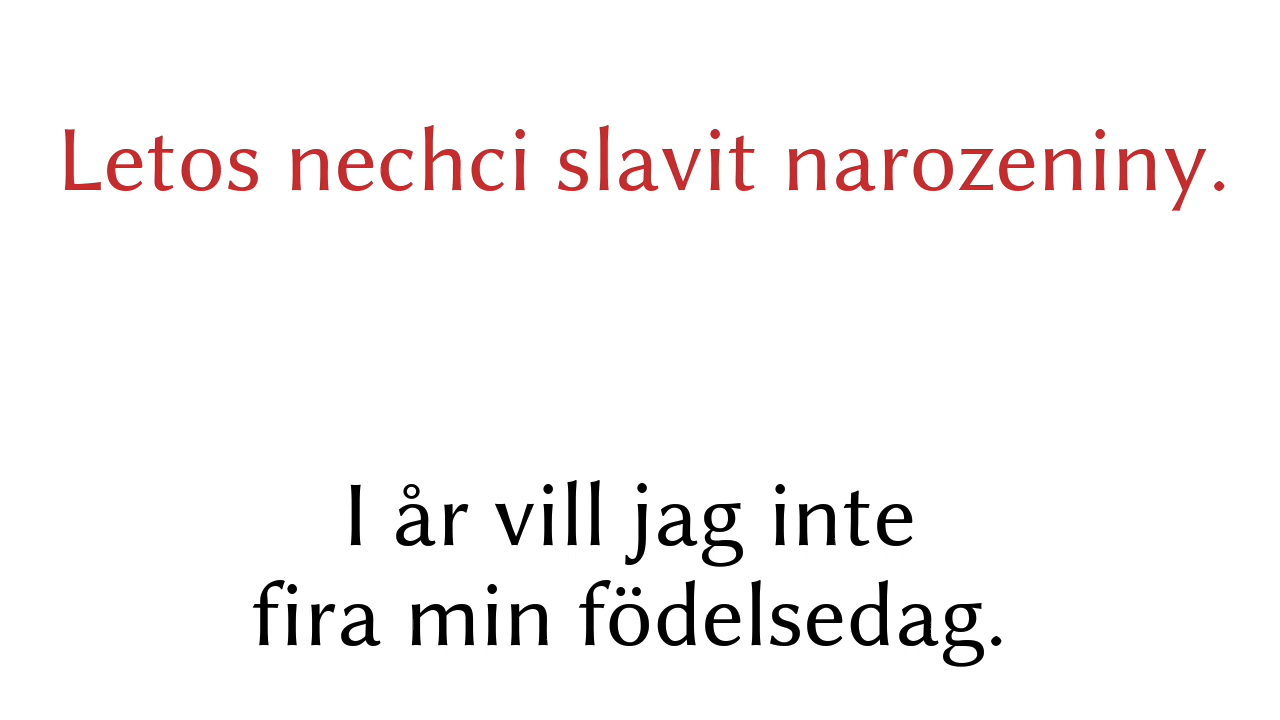 Letos nechci slavit narozeniny.
I år vill jag inte
fira min födelsedag.